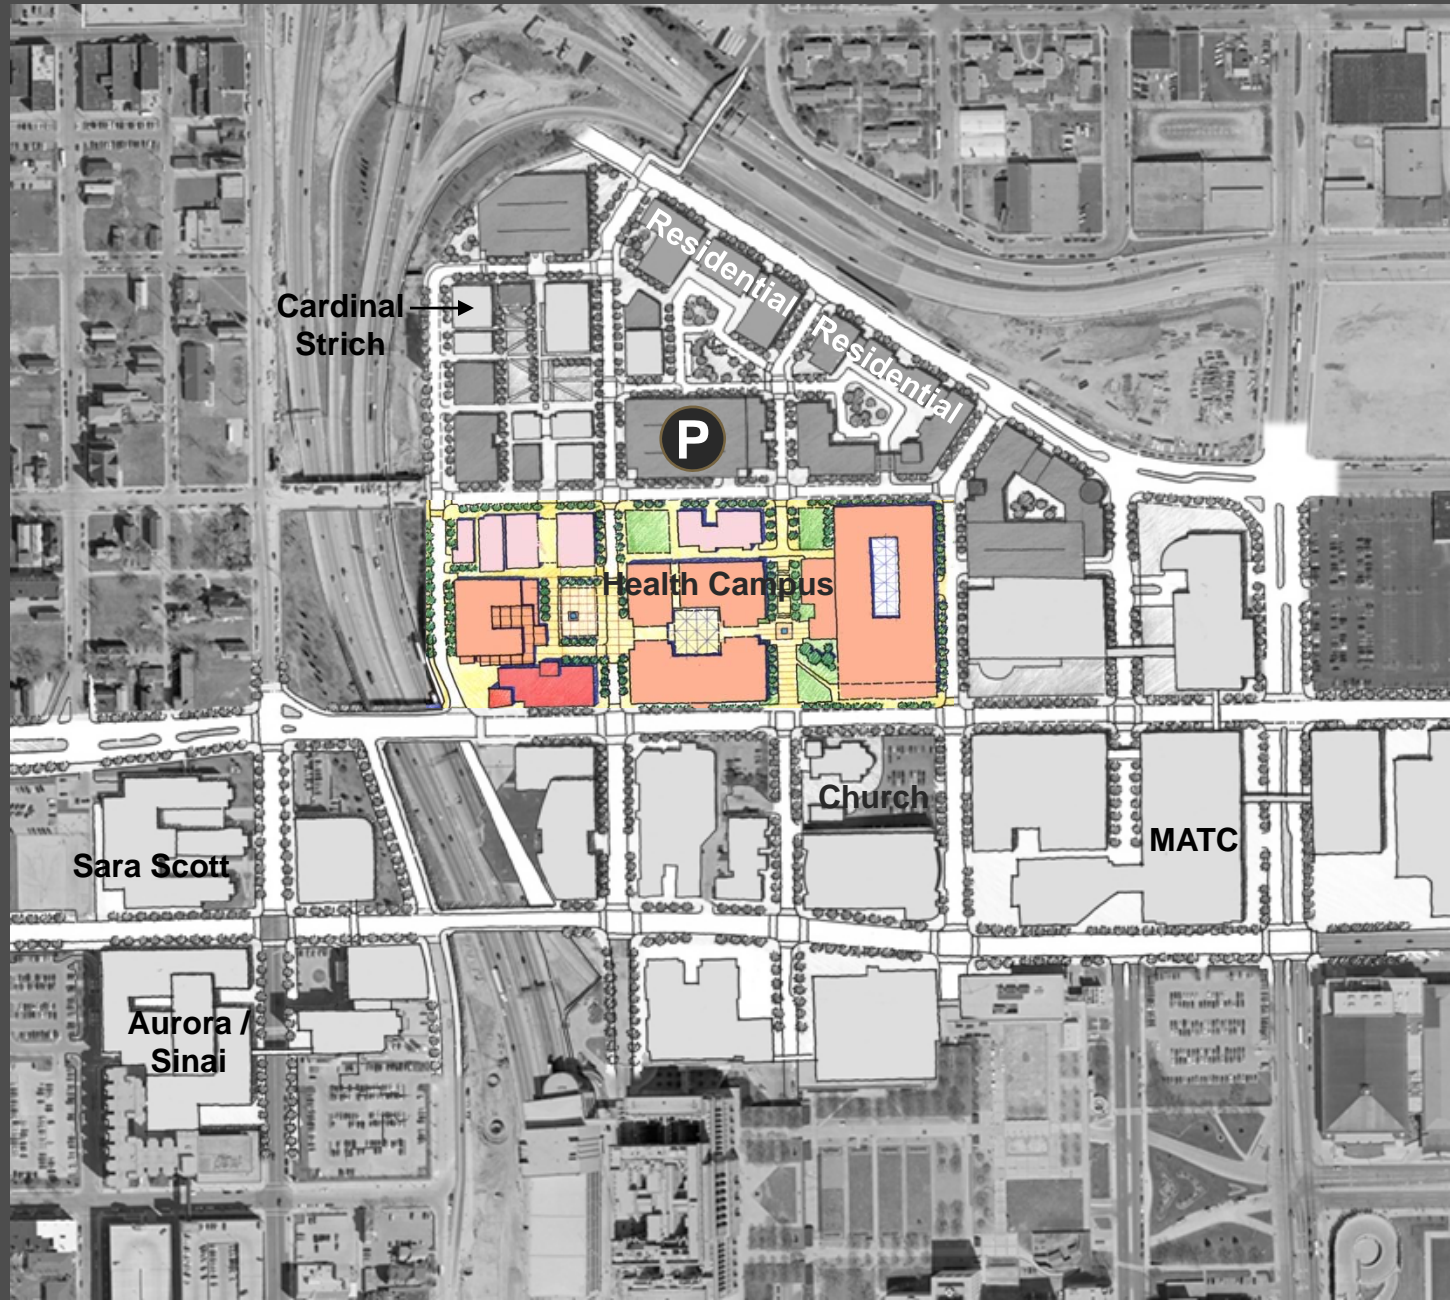 Residential
Residential
Cardinal
Strich
P
Health Campus
Church
MATC
Sara Scott
Aurora /
Sinai